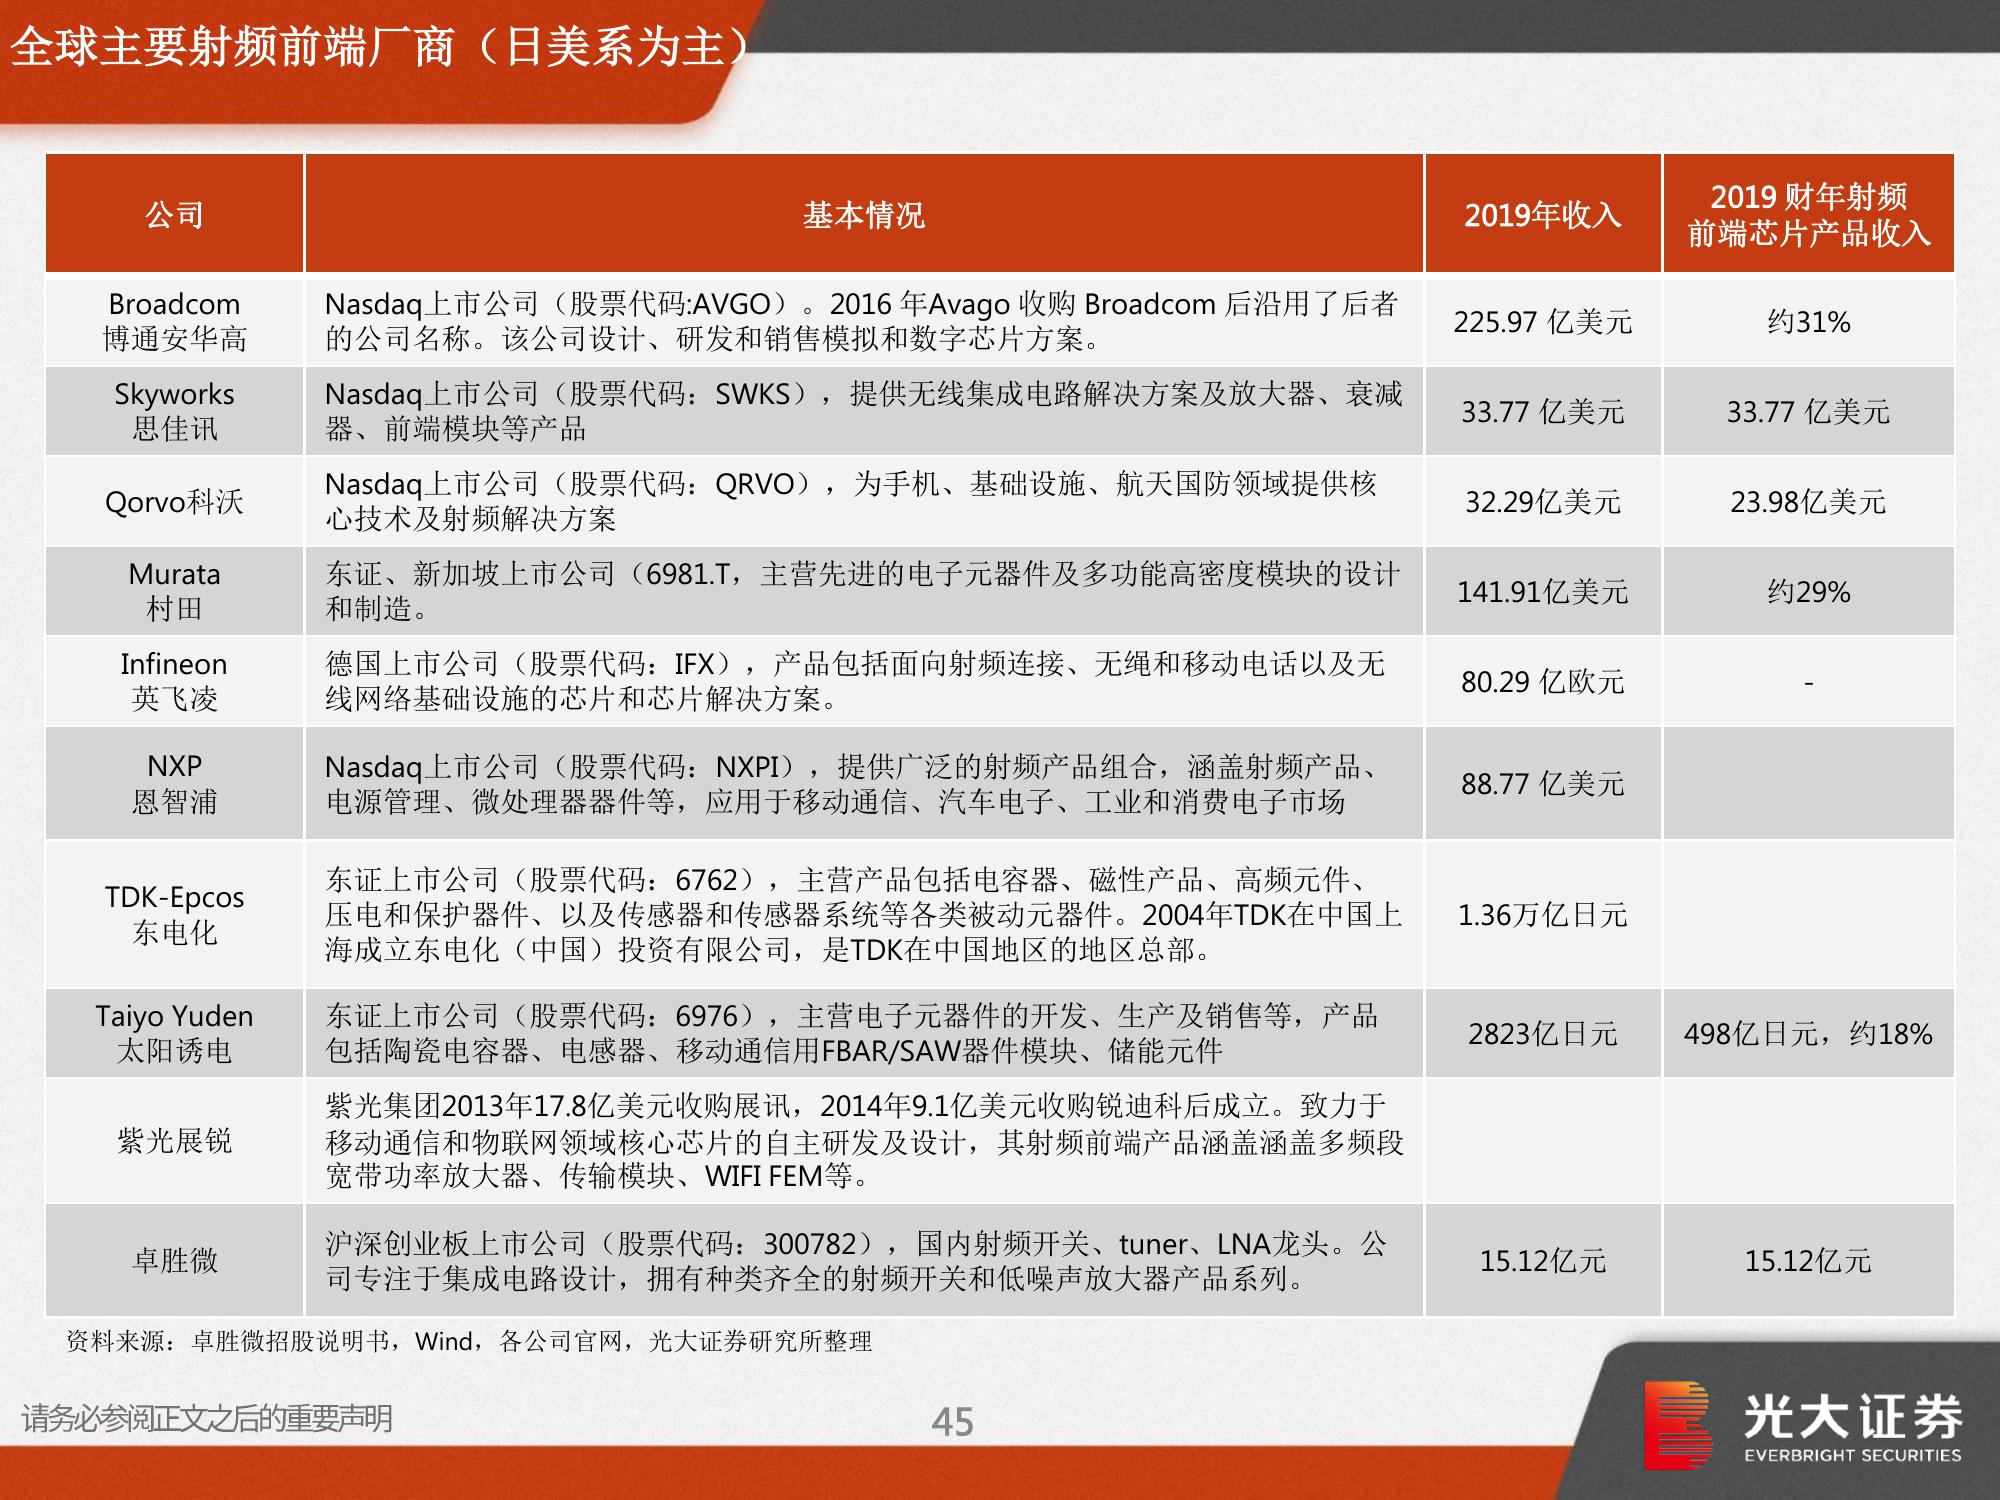 全球主要射频前端厂商（日美系为主）
公司
基本情况
2019年收入
2019 财年射频
前端芯片产品收入
Broadcom
博通安华高
Nasdaq上市公司（股票代码:AVGO）。2016 年Avago 收购 Broadcom 后沿用了后者
的公司名称。该公司设计、研发和销售模拟和数字芯片方案。
225.97 亿美元
约31%
Skyworks
思佳讯
Nasdaq上市公司（股票代码：SWKS），提供无线集成电路解决方案及放大器、衰减
器、前端模块等产品
33.77 亿美元
33.77 亿美元
Qorvo科沃
Nasdaq上市公司（股票代码：QRVO），为手机、基础设施、航天国防领域提供核
心技术及射频解决方案
32.29亿美元
23.98亿美元
Murata
村田
东证、新加坡上市公司（6981.T，主营先进的电子元器件及多功能高密度模块的设计
和制造。
141.91亿美元
约29%
Infineon
英飞凌
德国上市公司（股票代码：IFX），产品包括面向射频连接、无绳和移动电话以及无
线网络基础设施的芯片和芯片解决方案。
80.29 亿欧元
-
NXP
恩智浦
Nasdaq上市公司（股票代码：NXPI），提供广泛的射频产品组合，涵盖射频产品、
电源管理、微处理器器件等，应用于移动通信、汽车电子、工业和消费电子市场
88.77 亿美元
TDK-Epcos
东电化
东证上市公司（股票代码：6762），主营产品包括电容器、磁性产品、高频元件、
压电和保护器件、以及传感器和传感器系统等各类被动元器件。2004年TDK在中国上
海成立东电化（中国）投资有限公司，是TDK在中国地区的地区总部。
1.36万亿日元
Taiyo Yuden
太阳诱电
东证上市公司（股票代码：6976），主营电子元器件的开发、生产及销售等，产品
包括陶瓷电容器、电感器、移动通信用FBAR/SAW器件模块、储能元件
2823亿日元
498亿日元，约18%
紫光展锐
紫光集团2013年17.8亿美元收购展讯，2014年9.1亿美元收购锐迪科后成立。致力于
移动通信和物联网领域核心芯片的自主研发及设计，其射频前端产品涵盖涵盖多频段
宽带功率放大器、传输模块、WIFI FEM等。
卓胜微
沪深创业板上市公司（股票代码：300782），国内射频开关、tuner、LNA龙头。公
司专注于集成电路设计，拥有种类齐全的射频开关和低噪声放大器产品系列。
15.12亿元
15.12亿元
资料来源：卓胜微招股说明书，Wind，各公司官网，光大证券研究所整理
请务必参阅正文之后的重要声明
45
光大证券
EVERBRIGHT SECURITIES